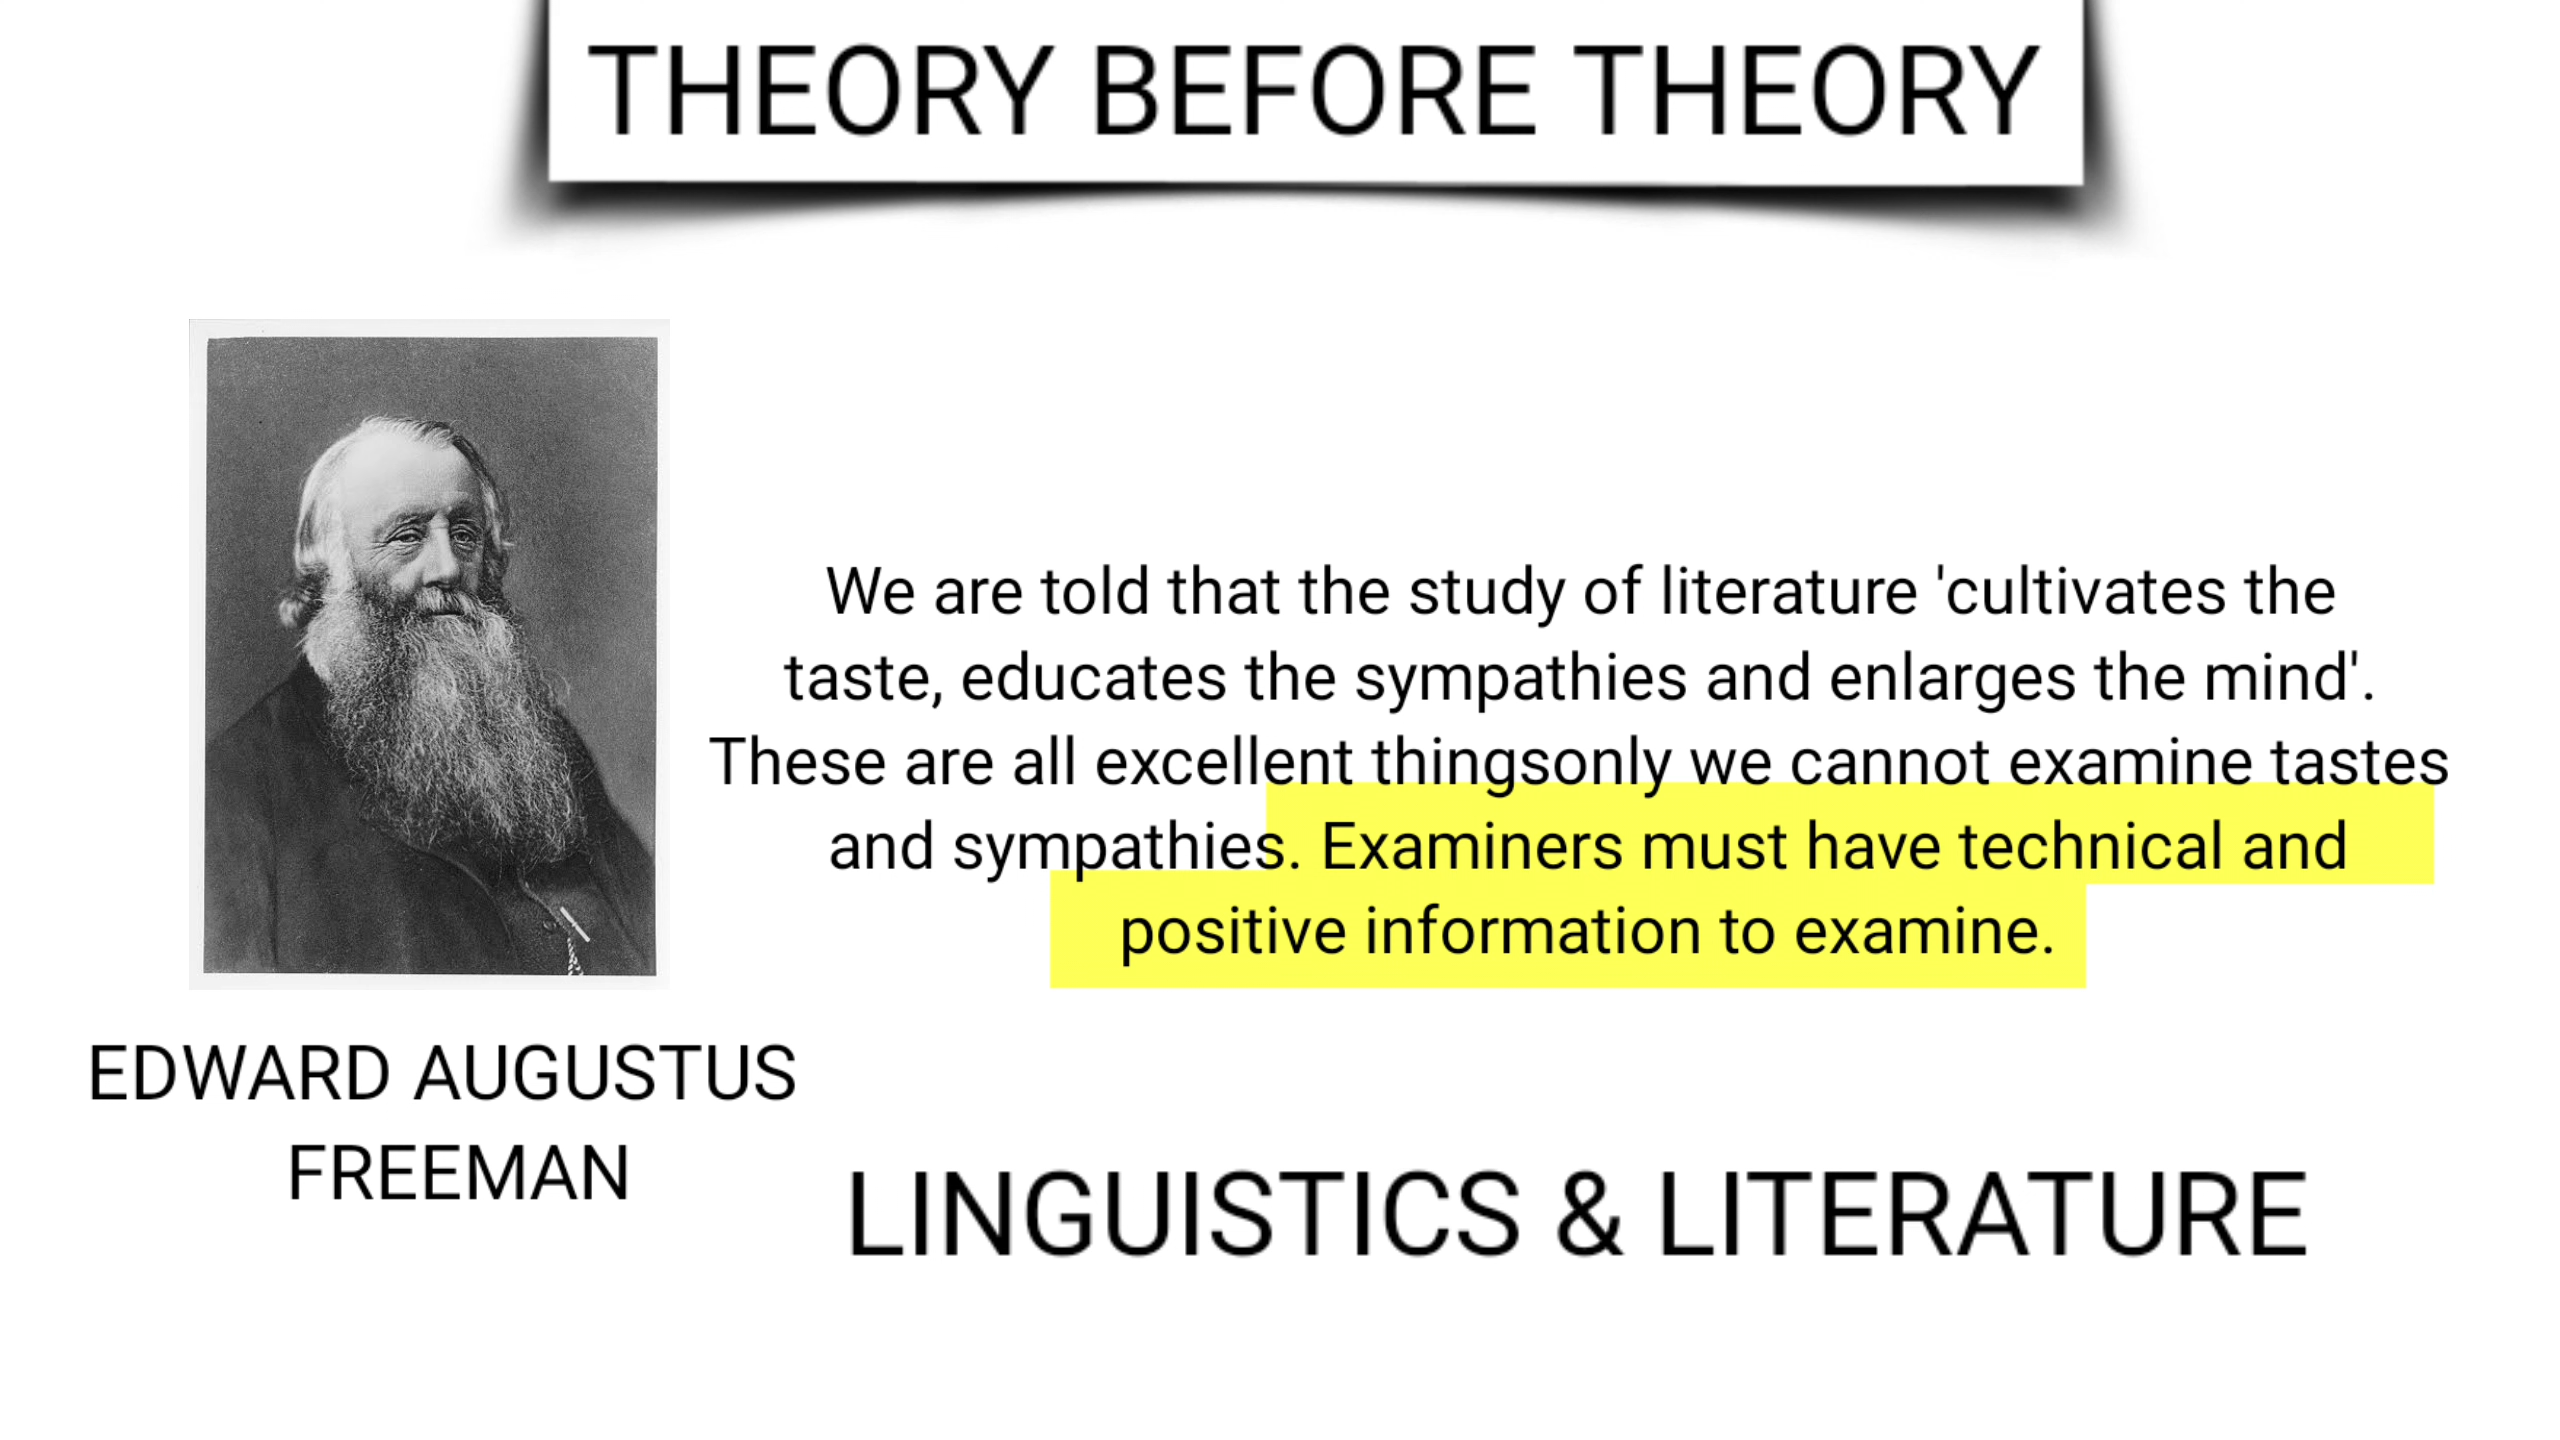 THEORY BEFORE THEORY
We are told that the study of literature 'cultivates the
taste, educates the sympathies and enlarges the mind'.
These are all excellent thingsonly we cannot examine tastes
and sympathies. Examiners must have technical and
positive information to examine.
EDWARD AUGUSTUS
FREEMAN
LINGUISTICS & LITERATURE